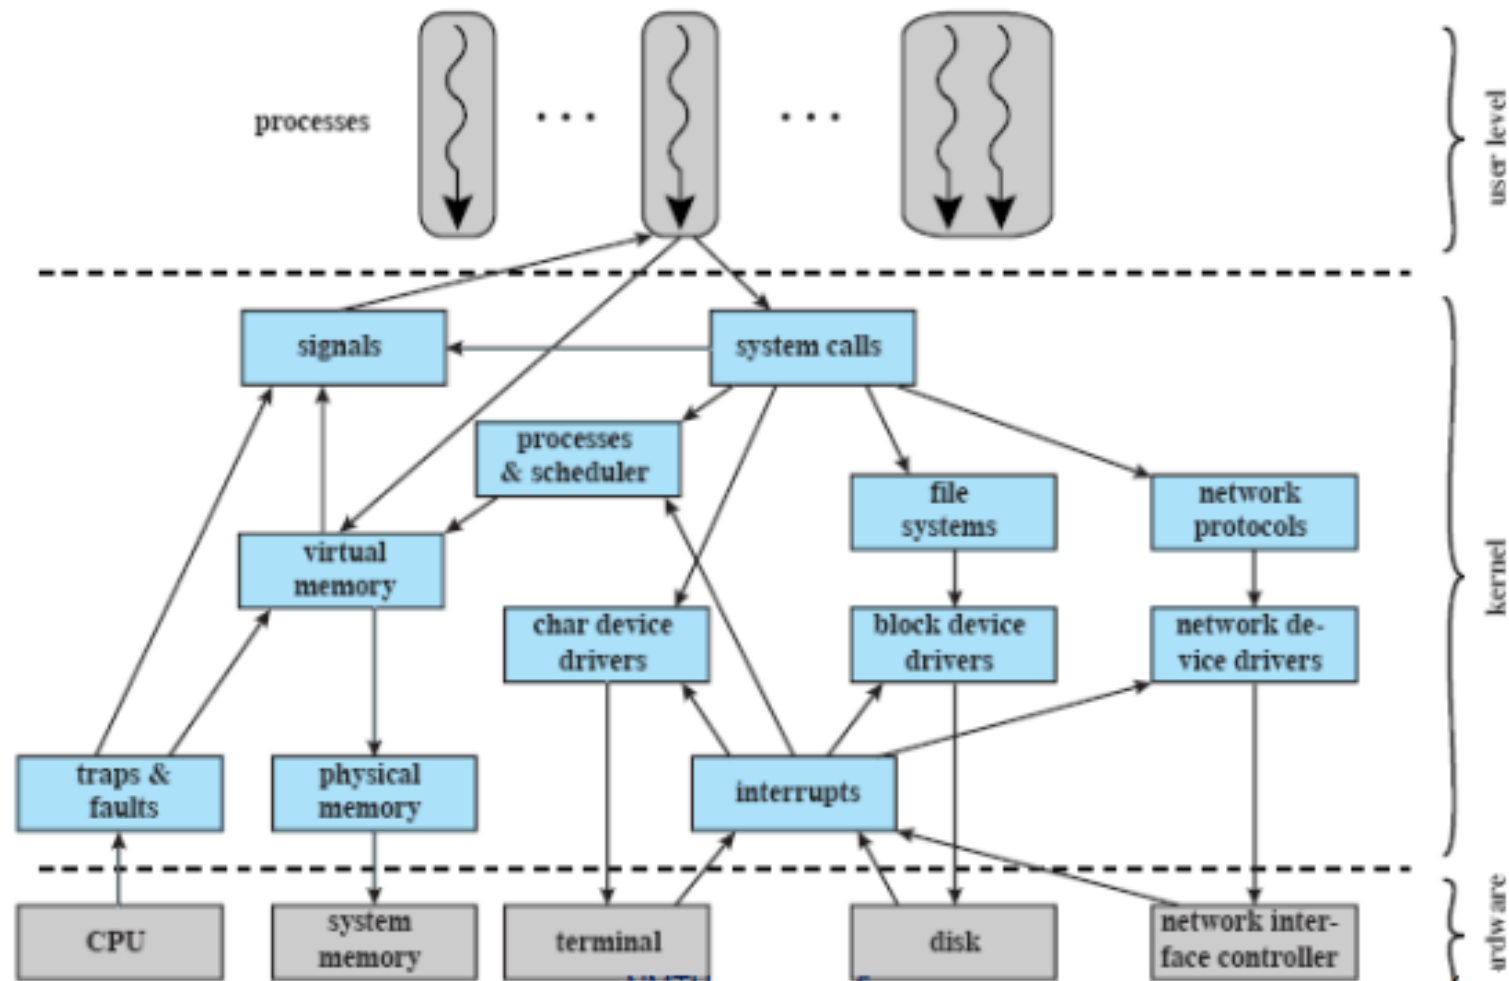 processes
user level
signals
system calls
processes
& scheduler
file
systems
network
protocols
virtual
memory
kernel
char device
drivers
block device
drivers
network de-
vice drivers
traps &
faults
physical
memory
interrupts
CPU
system
memory
terminal
disk
network inter-
face controller